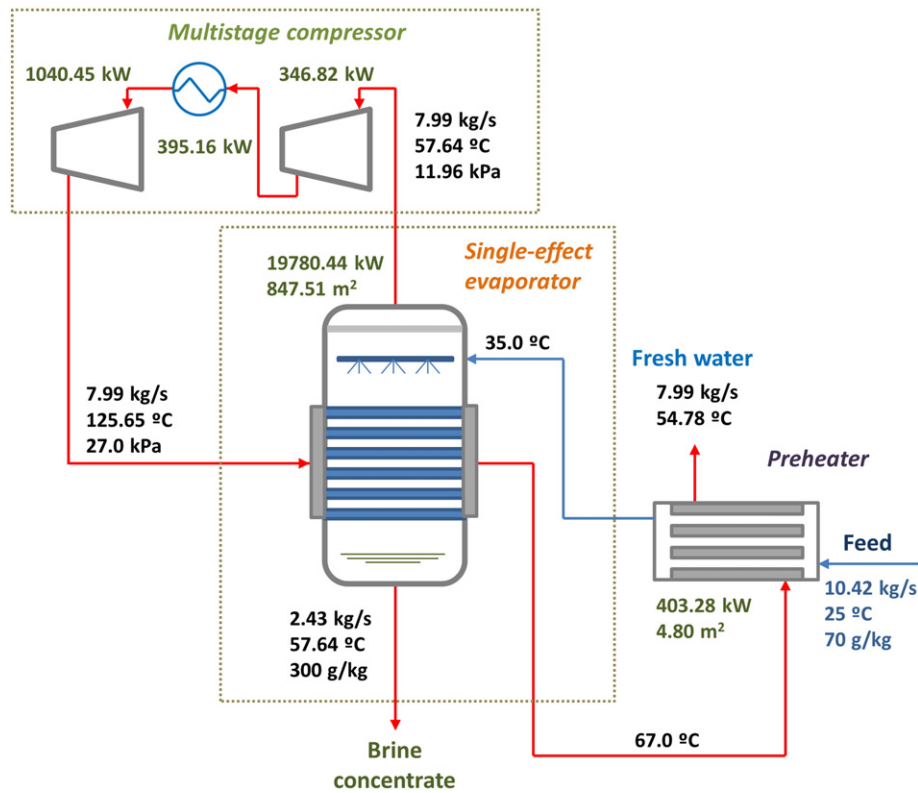 Multistage compressor
1040.45 kW
346.82 kW
395.16 kW
7.99 kg/s
57.64 ºC
11.96 kPa
Single-effect
evaporator
19780.44 kW
847.51 m²
35.0 ºC
Fresh water
7.99 kg/s
54.78 ºC
7.99 kg/s
125.65 ºC
27.0 kPa
Preheater
Feed
10.42 kg/s
25 ºC
70 g/kg
403.28 kW
4.80 m²
2.43 kg/s
57.64 ºC
300 g/kg
67.0 ºC
Brine
concentrate